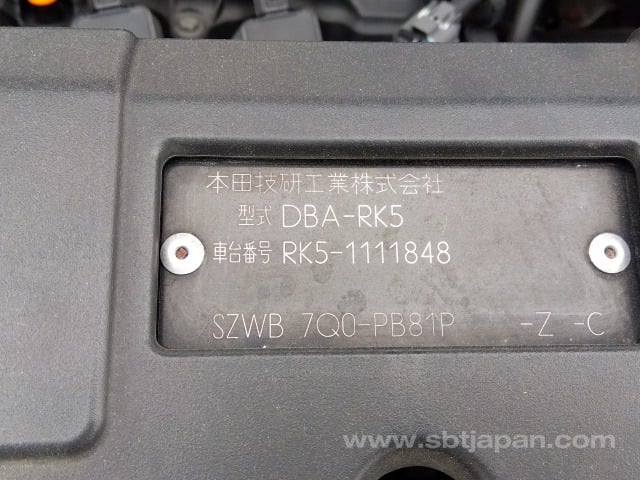 本田技研工業株式会社
型式 DBA-RK5
車台番号 RK5-1111848
SZWB 7Q0-PB81P -Z -C
www.sbtjapan.com